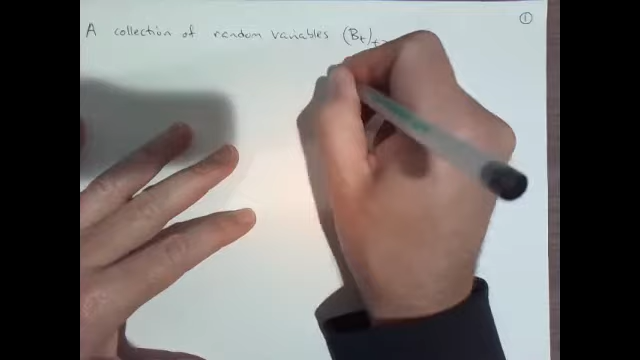 ①
A collection of random variables (Bₜ)ₜ